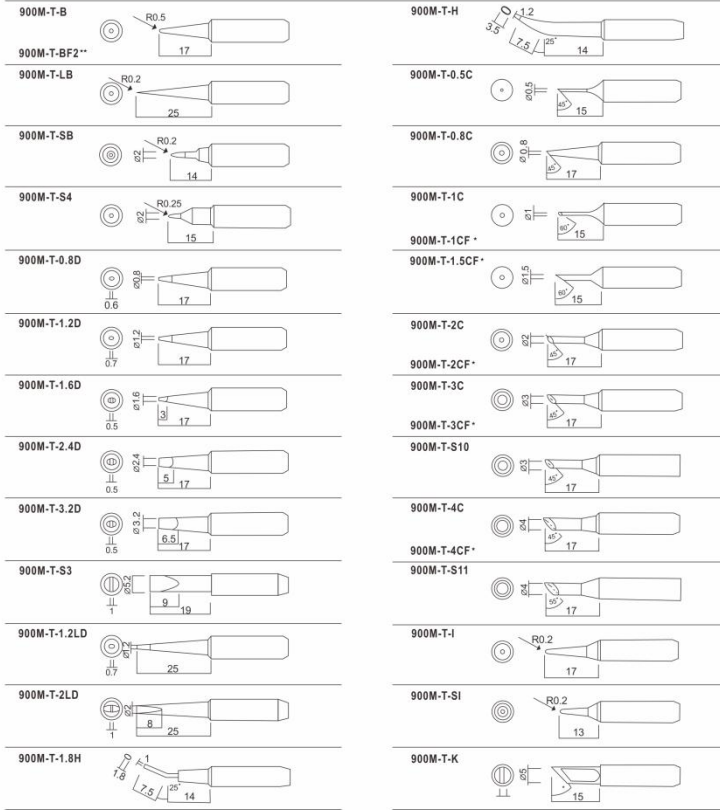 900M-T-B
R0.5
17
900M-T-BF2**
900M-T-LB
R0.2
25
900M-T-SB
R0.2
Ø2
14
900M-T-S4
R0.25
Ø2
15
900M-T-0.8D
Ø0.8
17
0.6
900M-T-1.2D
Ø1.2
17
0.7
900M-T-1.6D
Ø1.6
3
17
0.5
900M-T-2.4D
Ø2.4
5
17
0.5
900M-T-3.2D
Ø3.2
6.5
17
0.5
900M-T-S3
Ø5.2
9
19
1
900M-T-1.2LD
Ø1.2
25
0.7
900M-T-2LD
Ø2
8
25
1
900M-T-1.8H
0
1
1.8
7.5
25°
14
900M-T-H
0
1.2
3.5
7.5
25°
14
900M-T-0.5C
Ø0.5
45°
15
900M-T-0.8C
Ø0.8
45°
17
900M-T-1C
Ø1
60°
15
900M-T-1CF *
900M-T-1.5CF *
Ø1.5
60°
15
900M-T-2C
Ø2
45°
17
900M-T-2CF *
900M-T-3C
Ø3
45°
17
900M-T-3CF *
900M-T-S10
Ø3
45°
17
900M-T-4C
Ø4
45°
17
900M-T-4CF *
900M-T-S11
Ø4
55°
17
900M-T-I
R0.2
17
900M-T-SI
R0.2
13
900M-T-K
Ø5
15